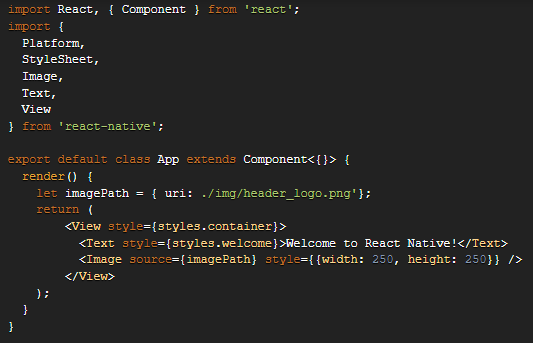 import React, { Component } from 'react';
import {
  Platform,
  StyleSheet,
  Image,
  Text,
  View
} from 'react-native';

export default class App extends Component<{}> {
  render() {
    let imagePath = { uri: ./img/header_logo.png'};
    return (
        <View style={styles.container}>
          <Text style={styles.welcome}>Welcome to React Native!</Text>
          <Image source={imagePath} style={{width: 250, height: 250}} />
        </View>
    );
  }
}